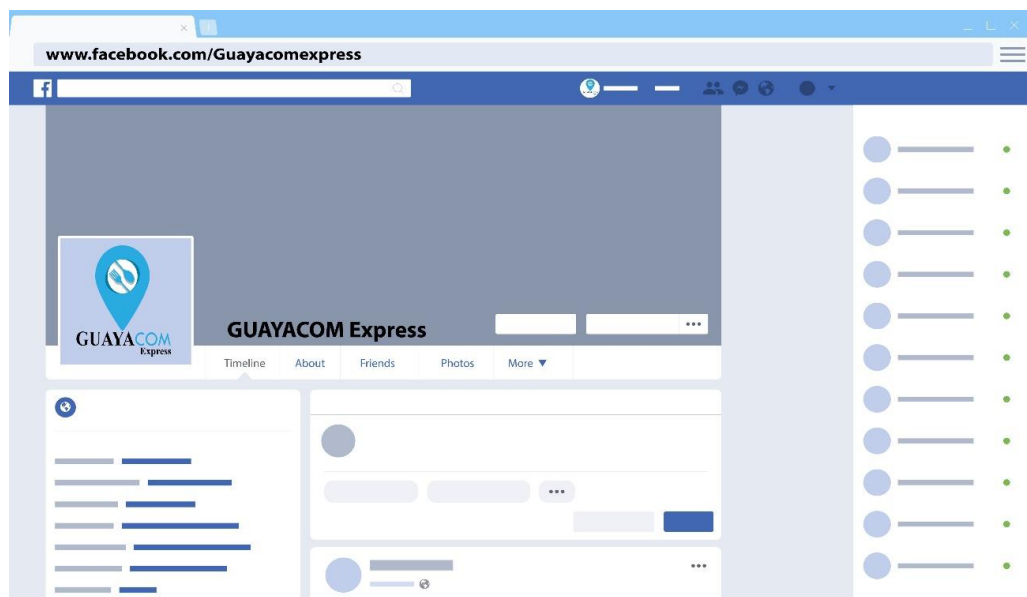 www.facebook.com/Guayacomexpress
GUAYACOM
Express
GUAYACOM Express
Timeline About Friends Photos More